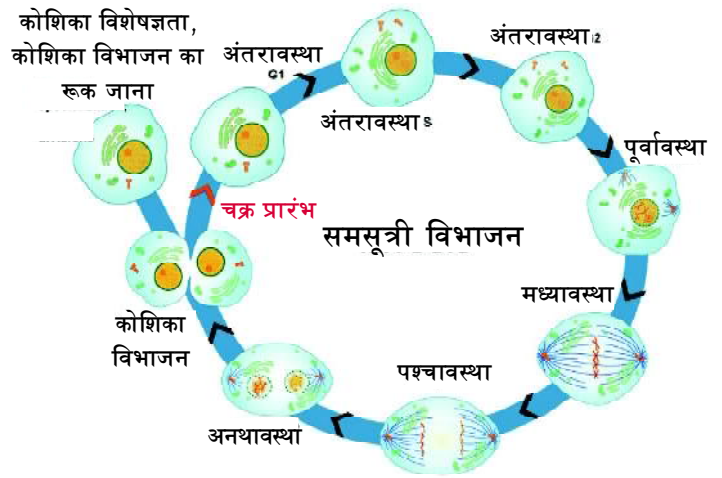 कोशिका विशेषज्ञता,
कोशिका विभाजन का
रूक जाना
अंतरावस्था
G1
अंतरावस्था S
अंतरावस्था G2
पूर्वावस्था
चक्र प्रारंभ
समसूत्री विभाजन
मध्यावस्था
पश्चावस्था
अनथावस्था
कोशिका
विभाजन